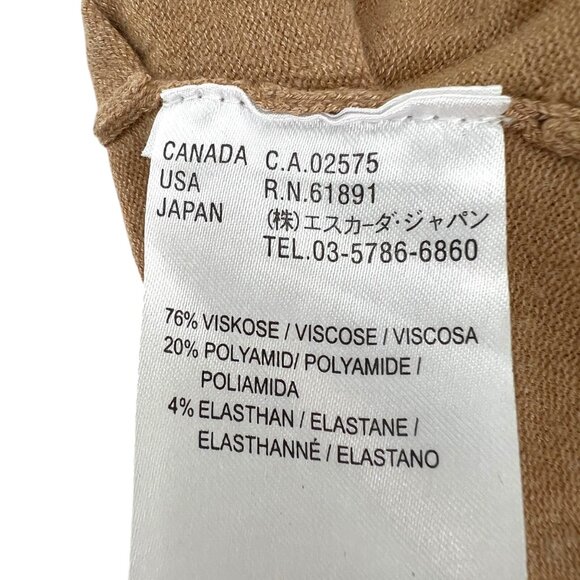 CANADA C.A.02575
USA R.N.61891
JAPAN (株)エスカーダ・ジャパン
TEL.03-5786-6860
76% VISKOSE / VISCOSE / VISCOSA
20% POLYAMID/ POLYAMIDE /
POLIAMIDA
4% ELASTHAN / ELASTANE /
ELASTHANNÉ / ELASTANO